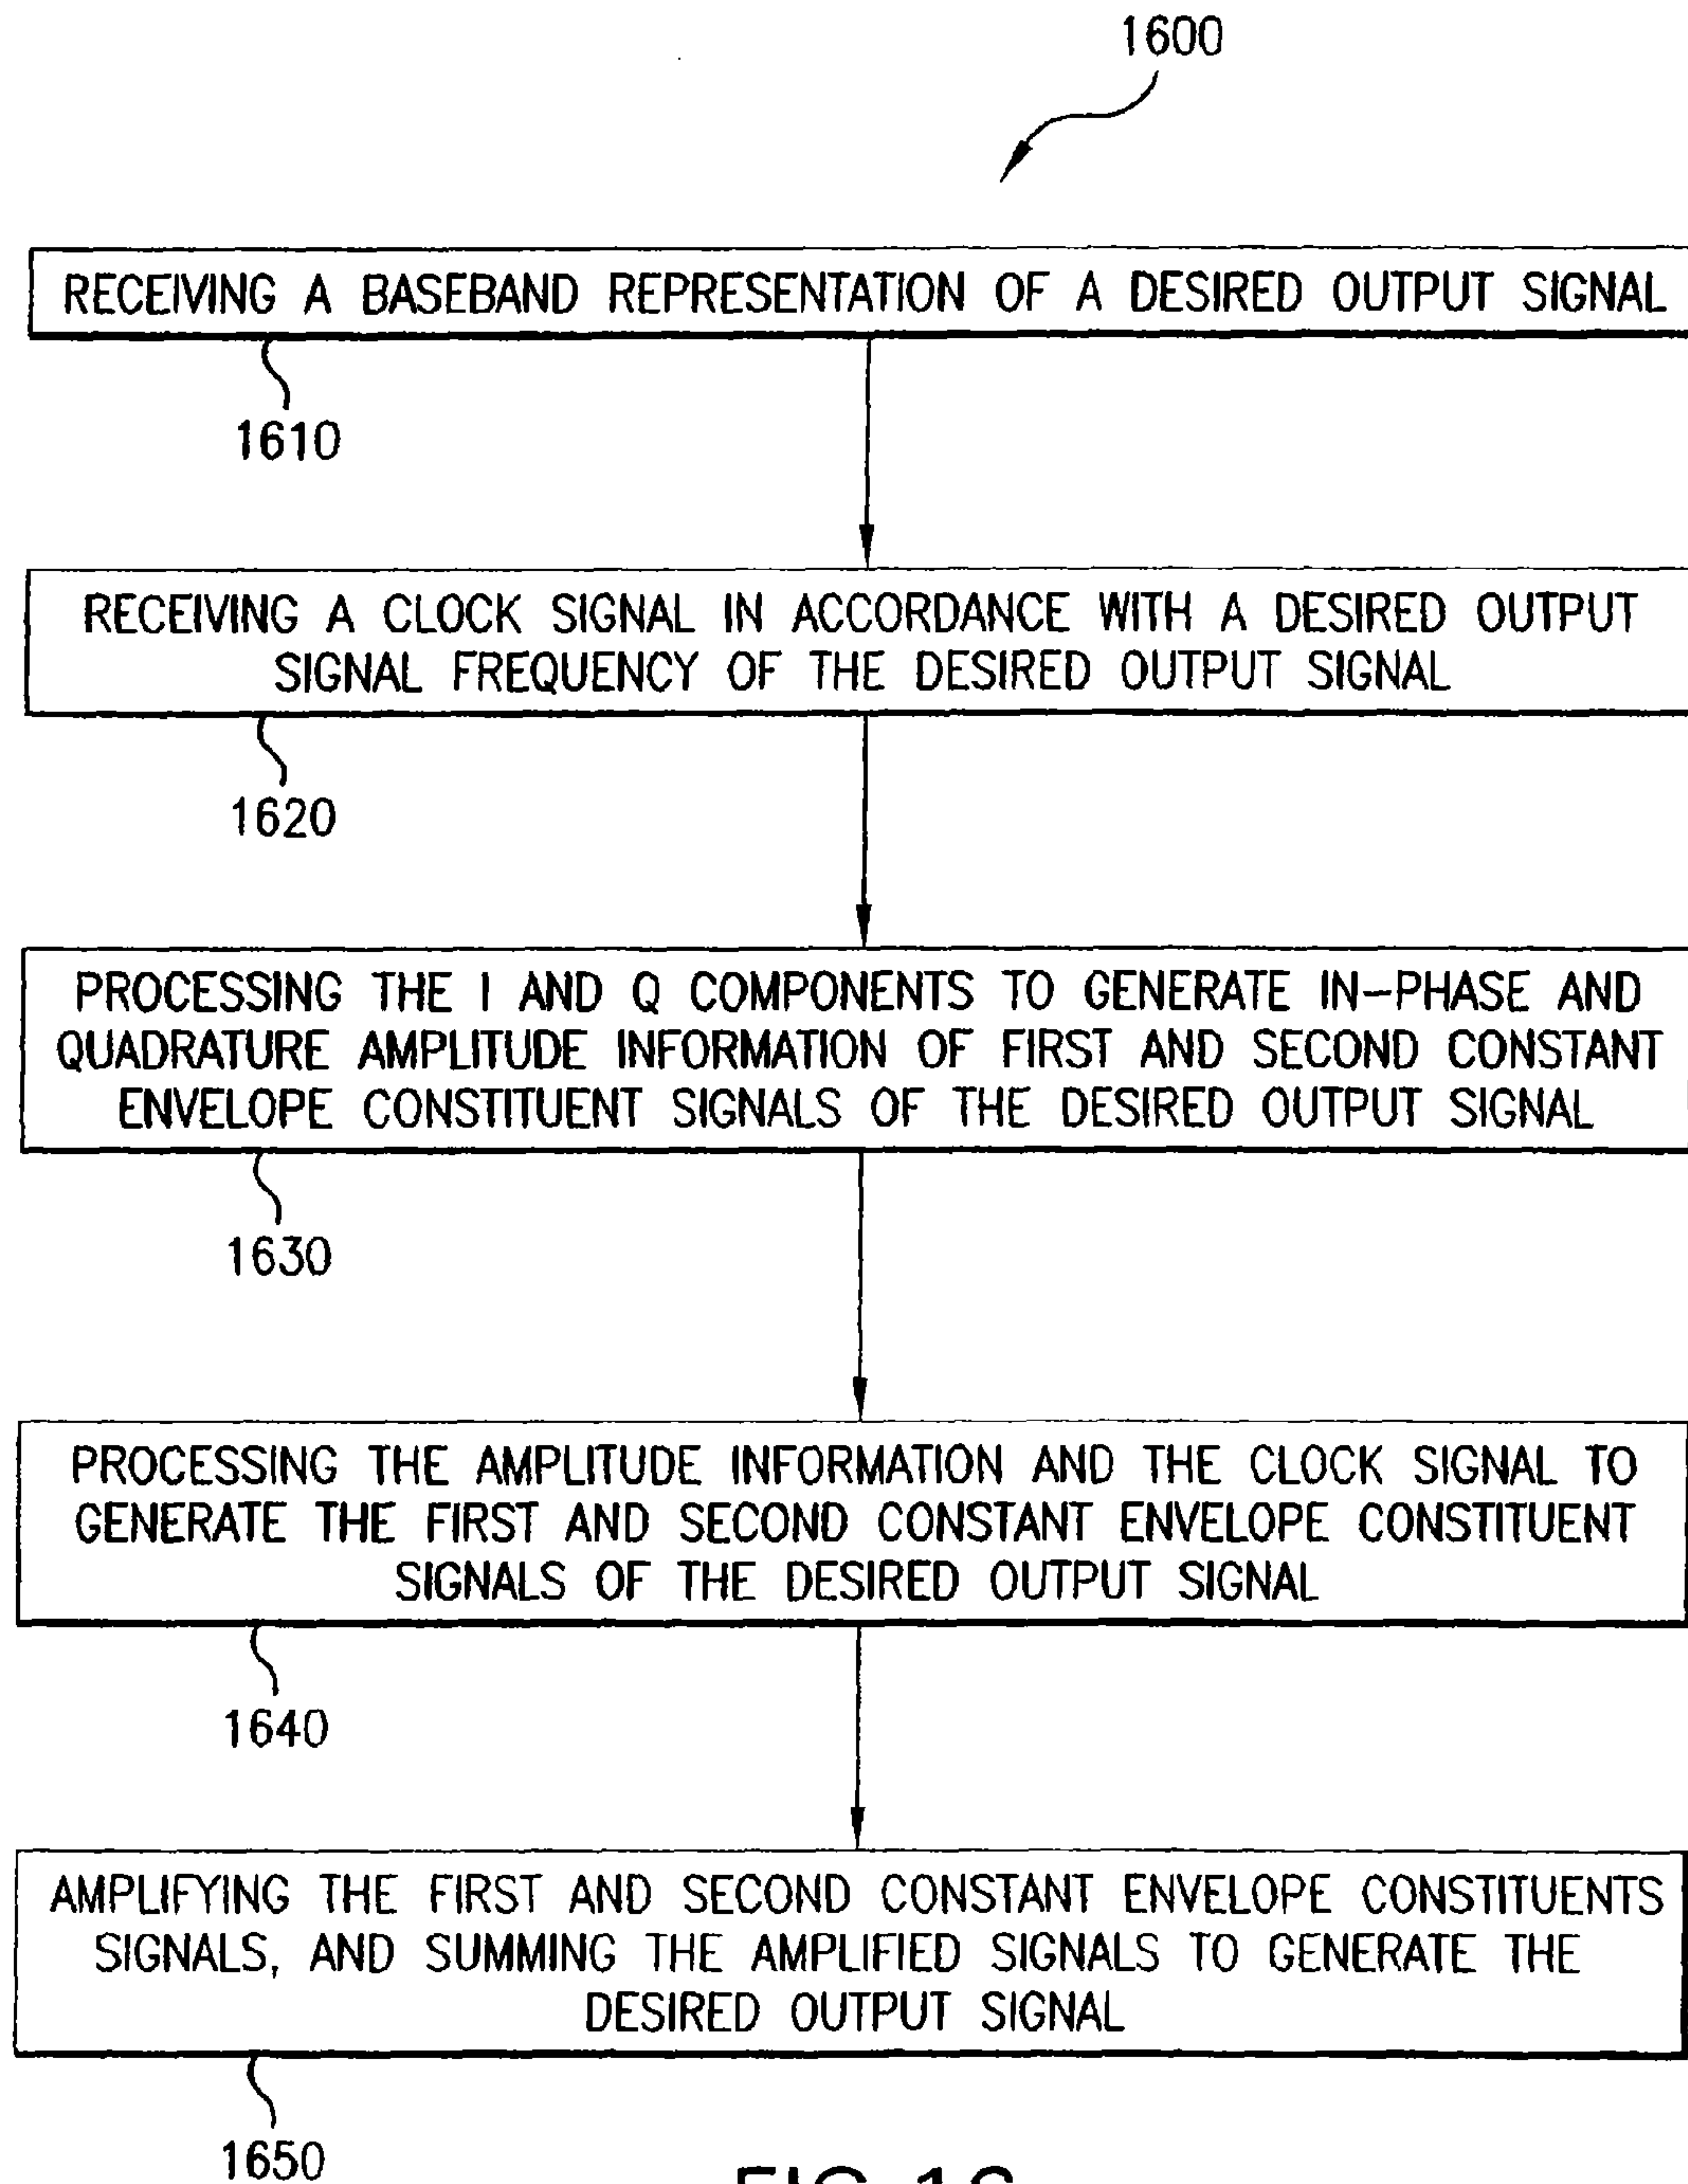 1600
RECEIVING A BASEBAND REPRESENTATION OF A DESIRED OUTPUT SIGNAL
1610
RECEIVING A CLOCK SIGNAL IN ACCORDANCE WITH A DESIRED OUTPUT
SIGNAL FREQUENCY OF THE DESIRED OUTPUT SIGNAL
1620
PROCESSING THE I AND Q COMPONENTS TO GENERATE IN-PHASE AND
QUADRATURE AMPLITUDE INFORMATION OF FIRST AND SECOND CONSTANT
ENVELOPE CONSTITUENT SIGNALS OF THE DESIRED OUTPUT SIGNAL
1630
PROCESSING THE AMPLITUDE INFORMATION AND THE CLOCK SIGNAL TO
GENERATE THE FIRST AND SECOND CONSTANT ENVELOPE CONSTITUENT
SIGNALS OF THE DESIRED OUTPUT SIGNAL
1640
AMPLIFYING THE FIRST AND SECOND CONSTANT ENVELOPE CONSTITUENTS
SIGNALS, AND SUMMING THE AMPLIFIED SIGNALS TO GENERATE THE
DESIRED OUTPUT SIGNAL
1650